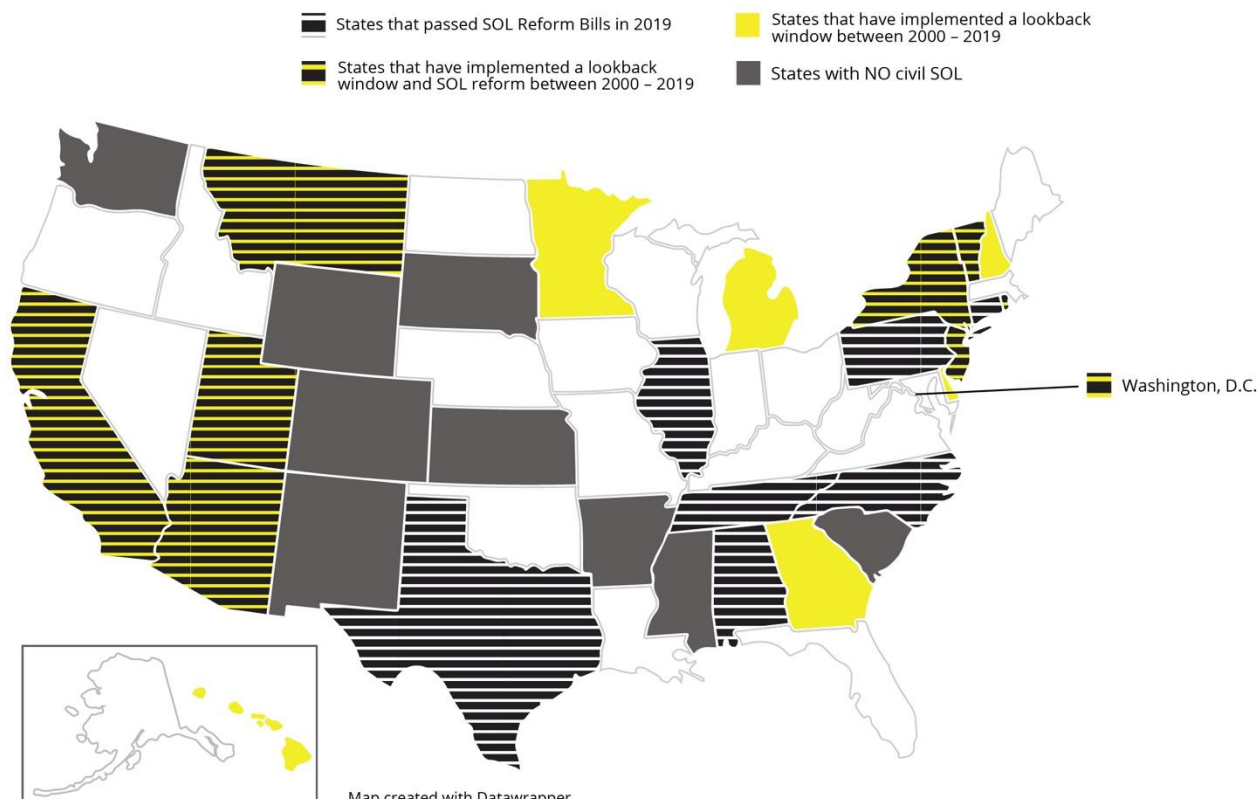 States that passed SOL Reform Bills in 2019
States that have implemented a lookback
window between 2000 – 2019
States that have implemented a lookback
window and SOL reform between 2000 – 2019
States with NO civil SOL
Washington, D.C.
Map created with Datawrapper